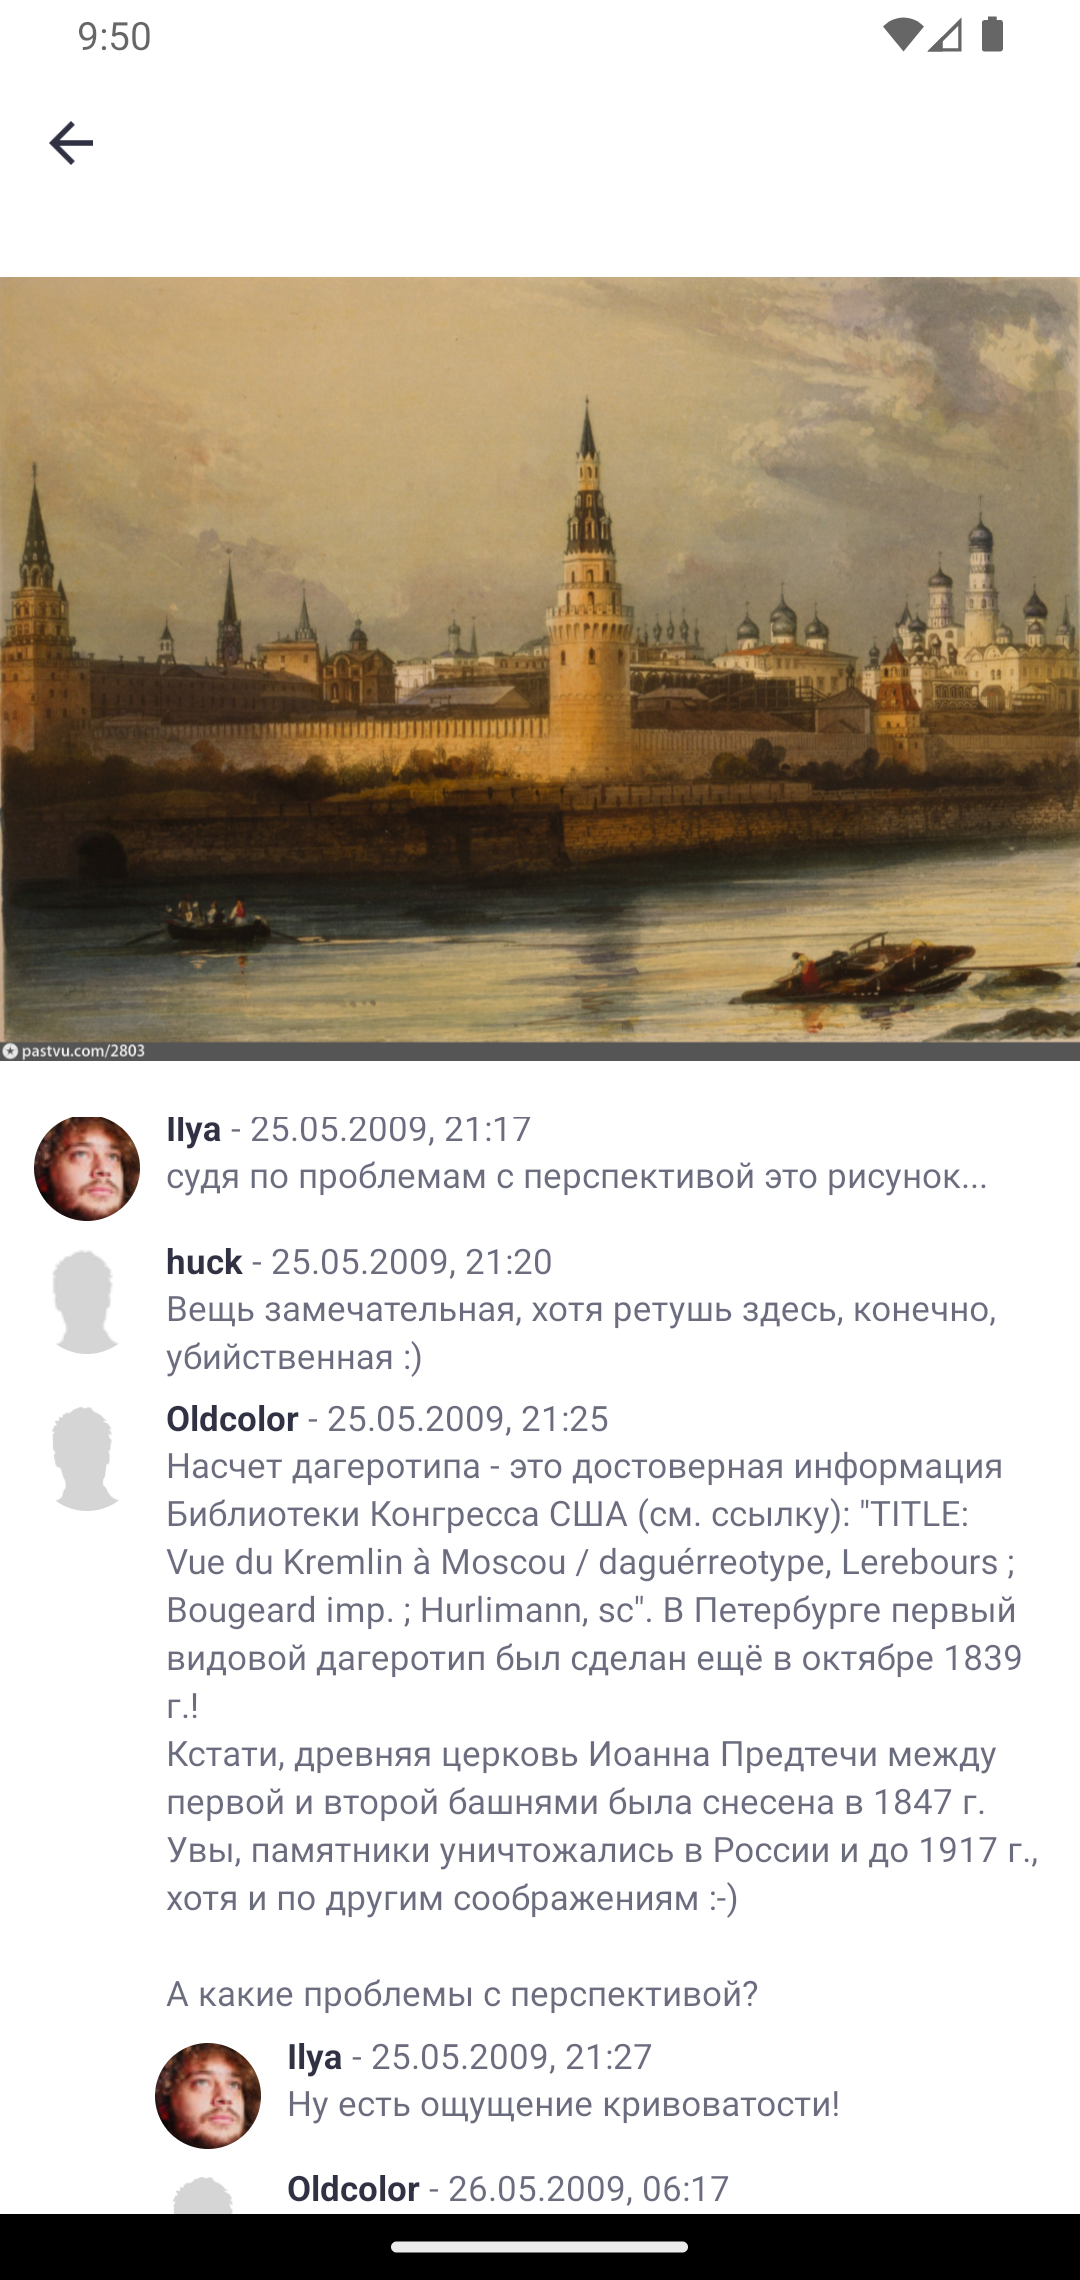 9:50
pastvu.com/2803
Ilya - 25.05.2009, 21:17
судя по проблемам с перспективой это рисунок...
huck - 25.05.2009, 21:20
Вещь замечательная, хотя ретушь здесь, конечно,
убийственная :)
Oldcolor - 25.05.2009, 21:25
Насчет дагеротипа - это достоверная информация
Библиотеки Конгресса США (см. ссылку): "TITLE:
Vue du Kremlin à Moscou / daguérreotype, Lerebours ;
Bougeard imp. ; Hurlimann, sc". В Петербурге первый
видовой дагеротип был сделан ещё в октябре 1839
г.!
Кстати, древняя церковь Иоанна Предтечи между
первой и второй башнями была снесена в 1847 г.
Увы, памятники уничтожались в России и до 1917 г.,
хотя и по другим соображениям :-)
А какие проблемы с перспективой?
Ilya - 25.05.2009, 21:27
Ну есть ощущение кривоватости!
Oldcolor - 26.05.2009, 06:17